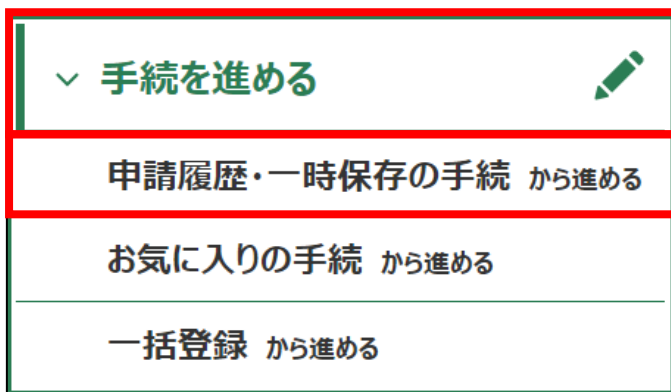 手続を進める
申請履歴・一時保存の手続 から進める
お気に入りの手続 から進める
一括登録 から進める